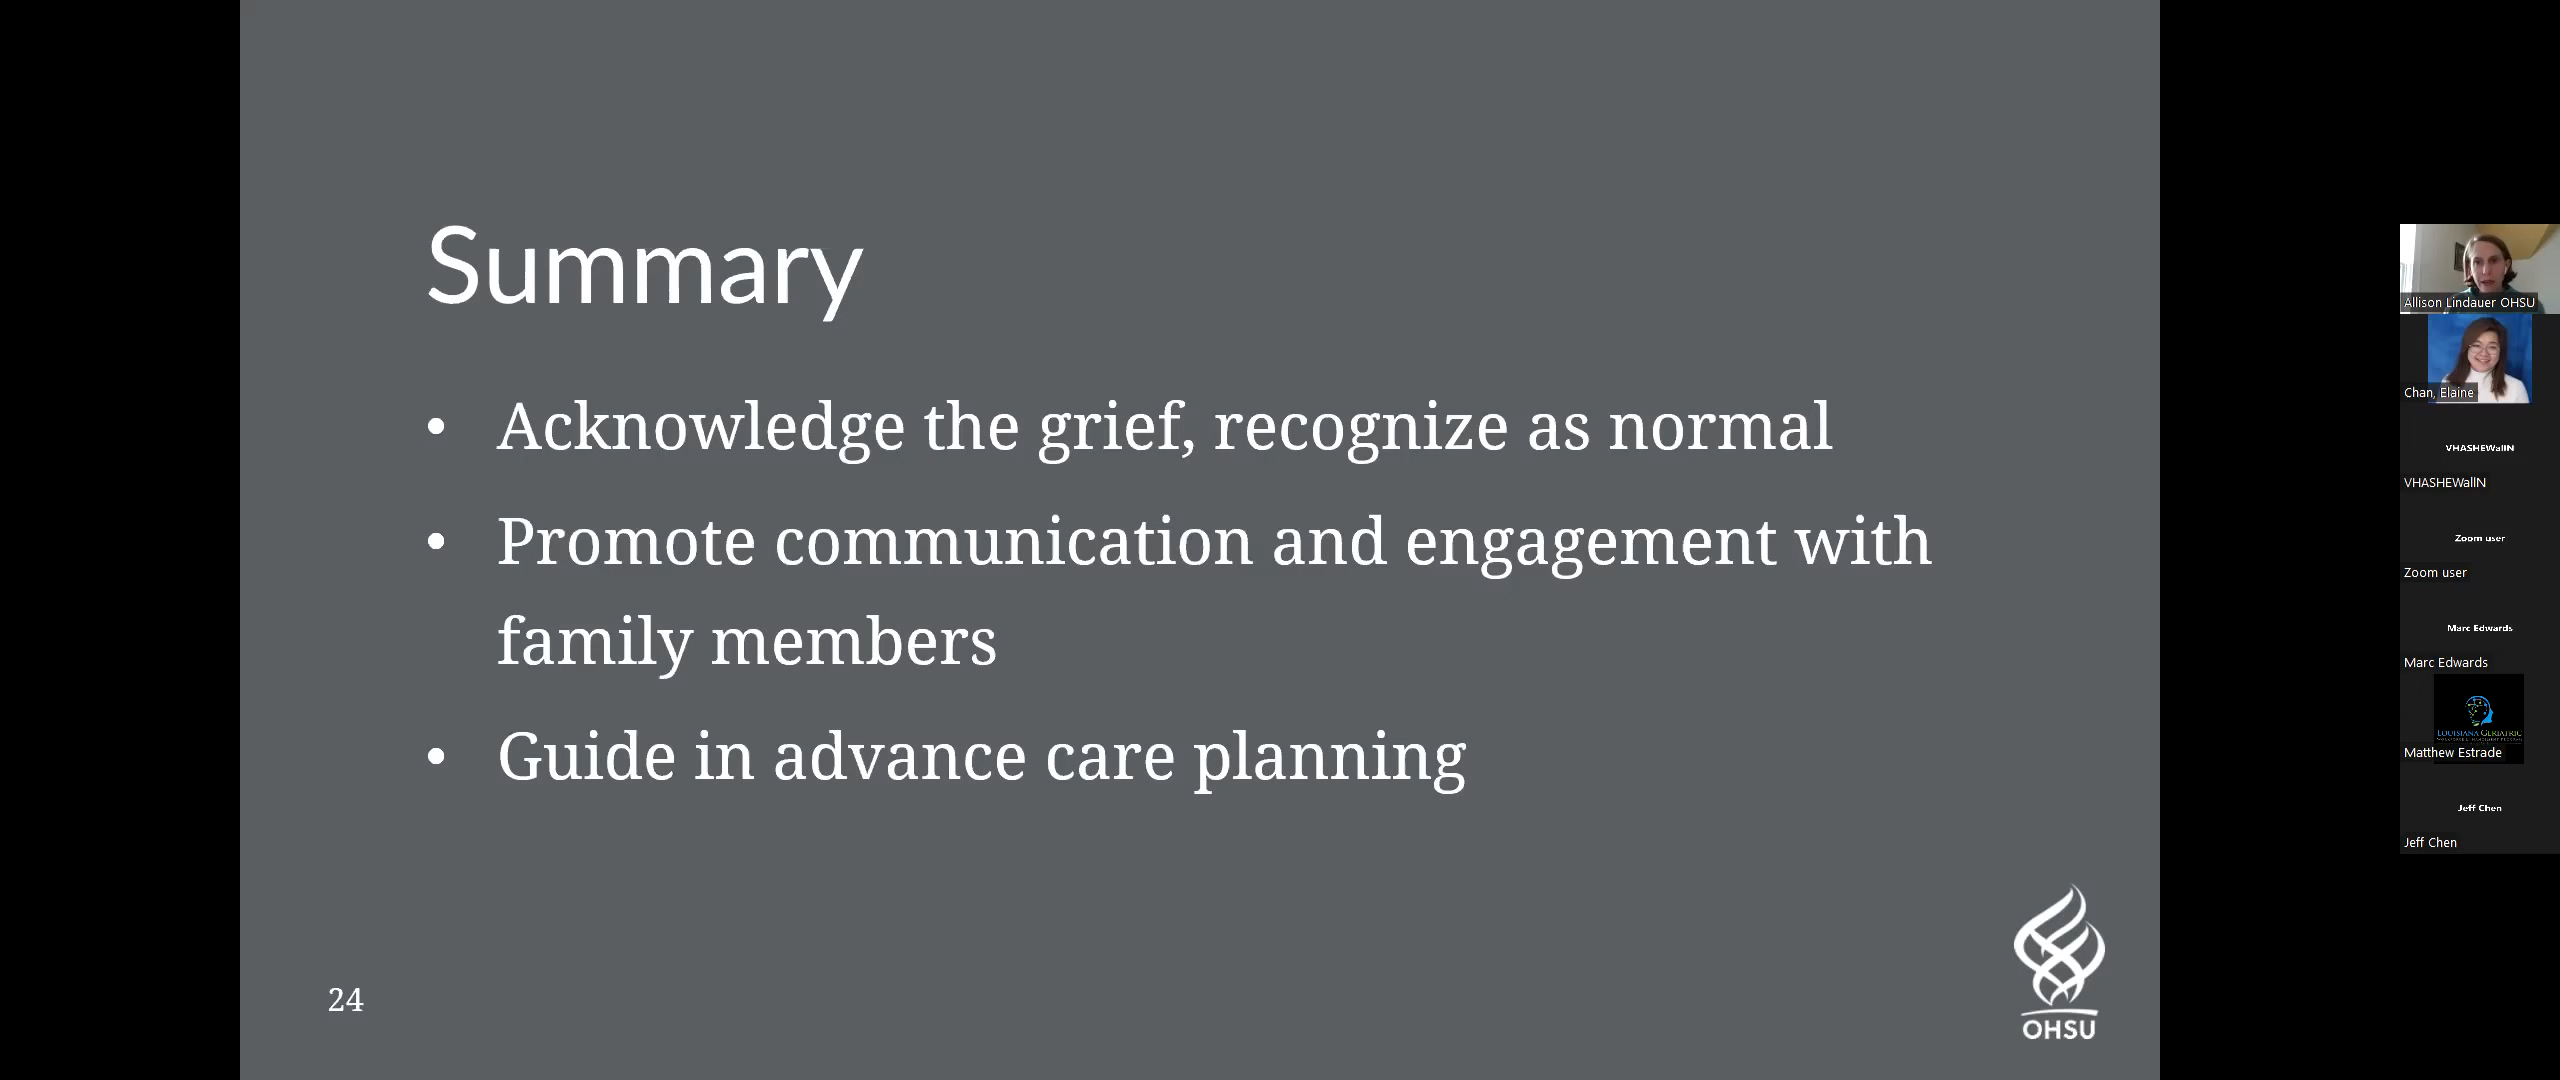 Summary
• Acknowledge the grief, recognize as normal
• Promote communication and engagement with
family members
• Guide in advance care planning
24
OHSU
Allison Lindauer OHSU
Chan, Elaine
VHASHEWallN
VHASHEWallN
Zoom user
Zoom user
Marc Edwards
Marc Edwards
LOUISIANA GERIATRIC
Matthew Estrade
Jeff Chen
Jeff Chen